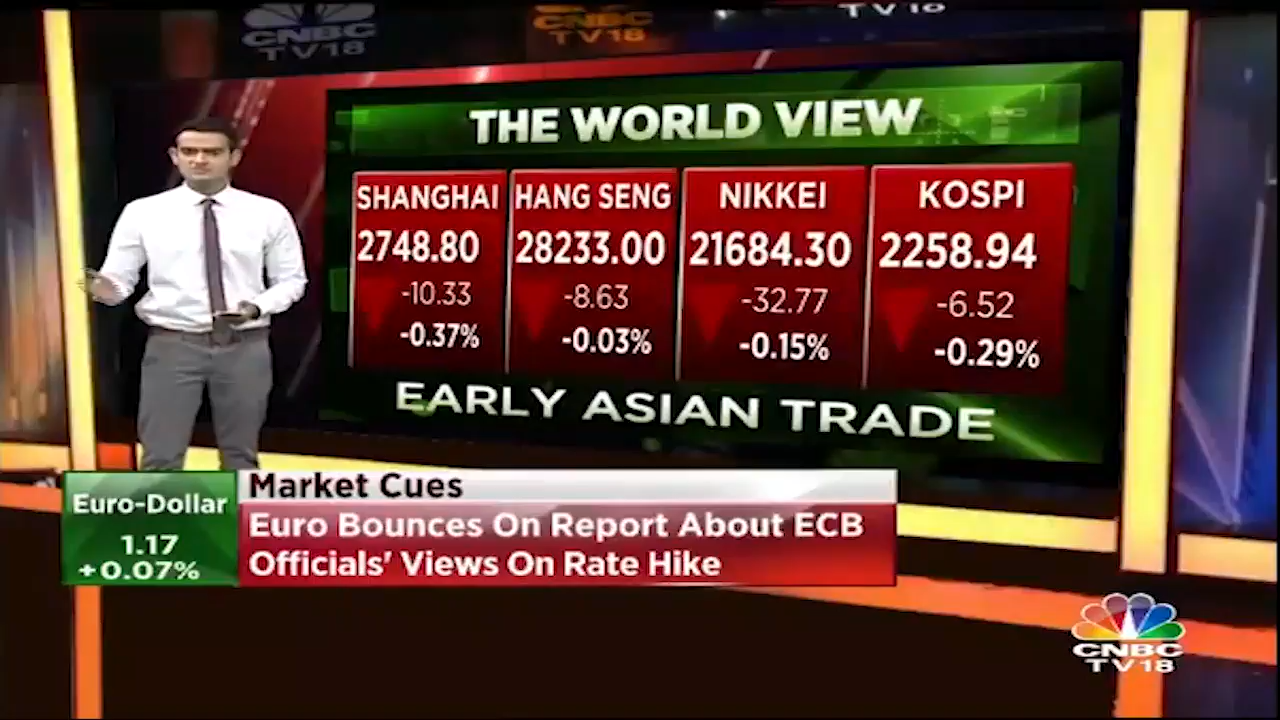 CNBC
TV18
CNBC
TV18
TV18
THE WORLD VIEW
SHANGHAI
2748.80
-10.33
-0.37%
HANG SENG
28233.00
-8.63
-0.03%
NIKKEI
21684.30
-32.77
-0.15%
KOSPI
2258.94
-6.52
-0.29%
EARLY ASIAN TRADE
Euro-Dollar
1.17
+0.07%
Market Cues
Euro Bounces On Report About ECB
Officials' Views On Rate Hike
CNBC
TV18